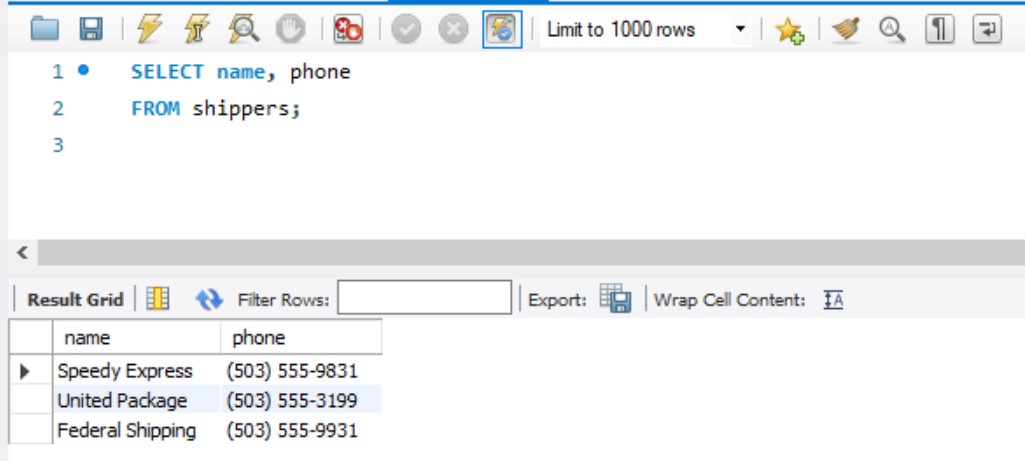 Limit to 1000 rows
1 SELECT name, phone
2 FROM shippers;
3
Result Grid Filter Rows: Export: Wrap Cell Content: IA
name phone
Speedy Express (503) 555-9831
United Package (503) 555-3199
Federal Shipping (503) 555-9931